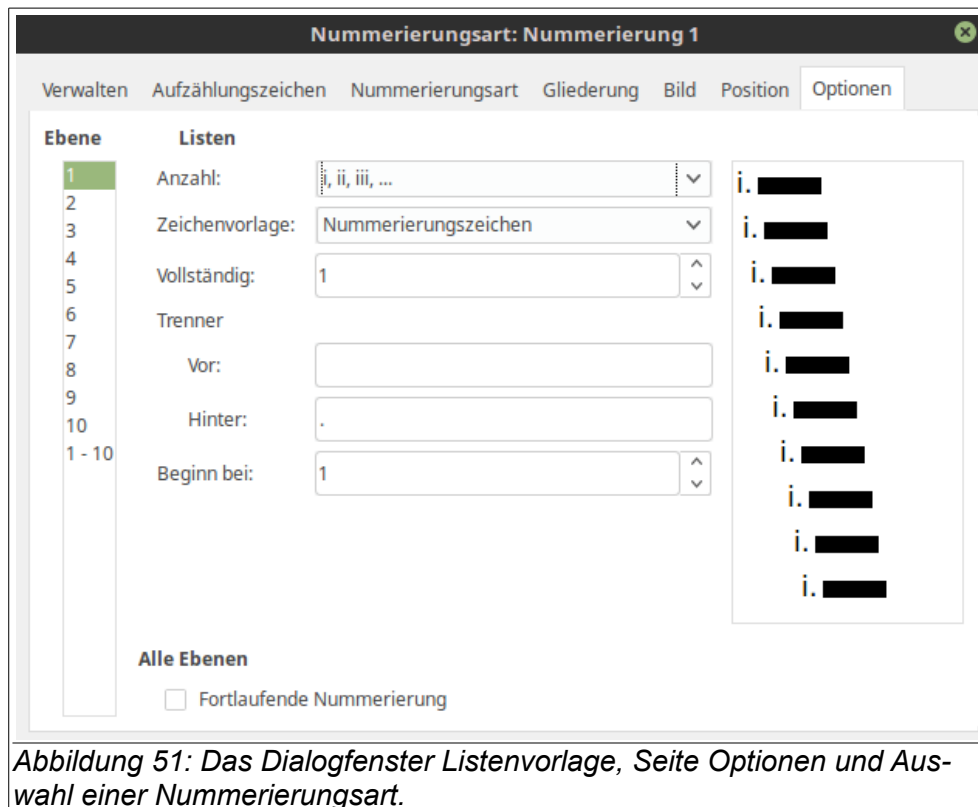 Nummerierungsart: Nummerierung 1
Verwalten Aufzählungszeichen Nummerierungsart Gliederung Bild Position Optionen
Ebene Listen
1
2
3
4
5
6
7
8
9
10
1 - 10
Anzahl: i, ii, iii, ...
Zeichenvorlage: Nummerierungszeichen
Vollständig: 1
Trenner
Vor:
Hinter: .
Beginn bei: 1
i.
i.
i.
i.
i.
i.
i.
i.
i.
i.
Alle Ebenen
Fortlaufende Nummerierung
Abbildung 51: Das Dialogfenster Listenvorlage, Seite Optionen und Aus-
wahl einer Nummerierungsart.